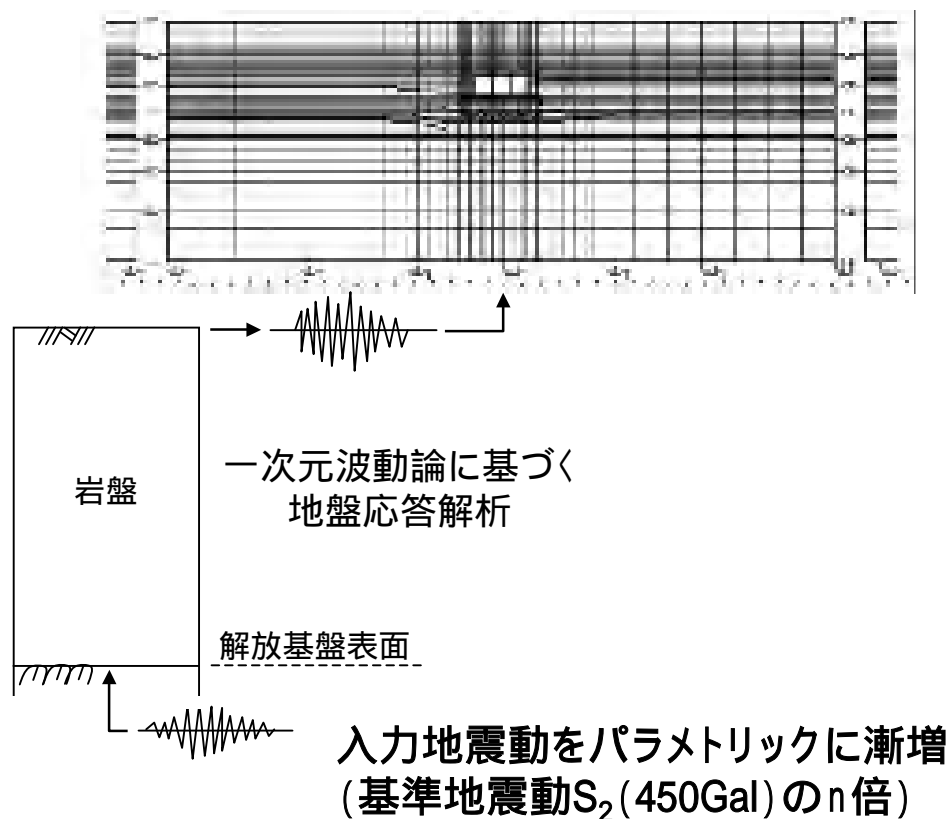 一次元波動論に基づく
地盤応答解析
岩盤
解放基盤表面
入力地震動をパラメトリックに漸増
(基準地震動S₂(450Gal)のn倍)